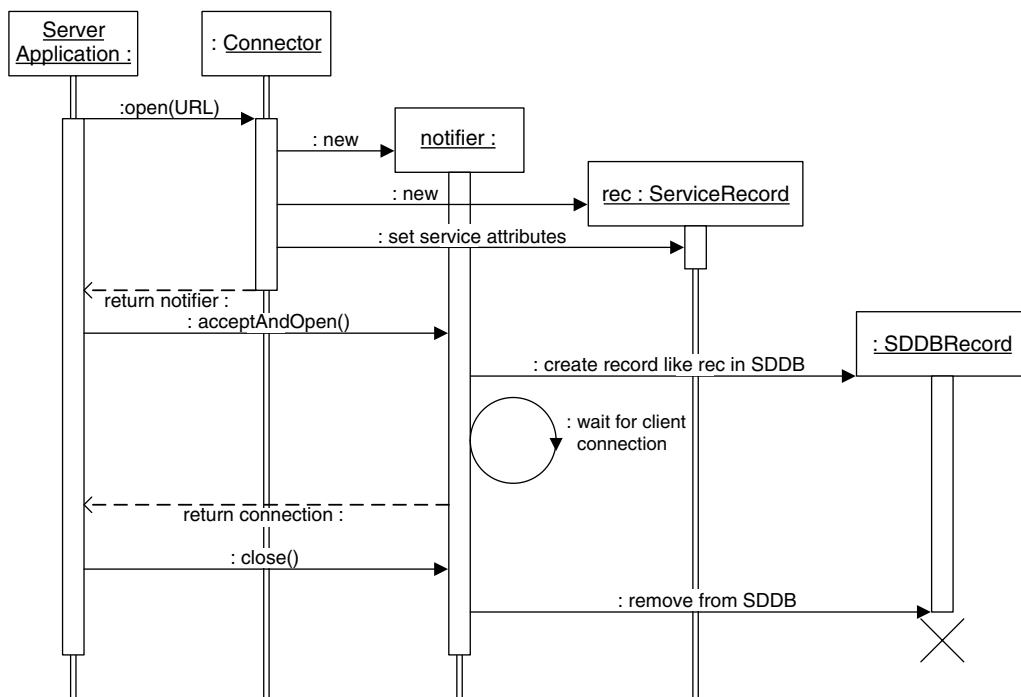 Server
Application :
: Connector
:open(URL)
: new
notifier :
: new
rec : ServiceRecord
: set service attributes
return notifier :
: acceptAndOpen()
: SDDBRecord
: create record like rec in SDDB
: wait for client
connection
return connection :
: close()
: remove from SDDB